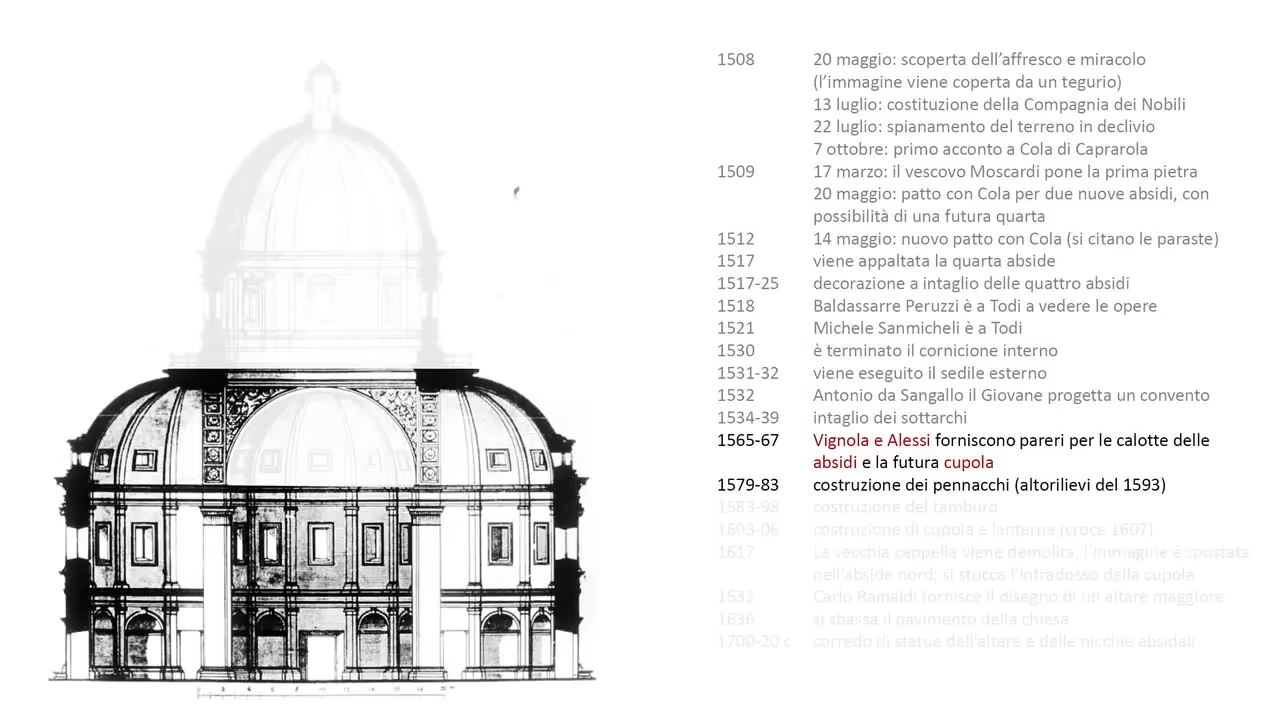 1508 20 maggio: scoperta dell’affresco e miracolo
(l’immagine viene coperta da un tegurio)
13 luglio: costituzione della Compagnia dei Nobili
22 luglio: spianamento del terreno in declivio
7 ottobre: primo acconto a Cola di Caprarola
1509 17 marzo: il vescovo Moscardi pone la prima pietra
20 maggio: patto con Cola per due nuove absidi, con
possibilità di una futura quarta
1512 14 maggio: nuovo patto con Cola (si citano le paraste)
1517 viene appaltata la quarta abside
1517-25 decorazione a intaglio delle quattro absidi
1518 Baldassarre Peruzzi è a Todi a vedere le opere
1521 Michele Sanmicheli è a Todi
1530 è terminato il cornicione interno
1531-32 viene eseguito il sedile esterno
1532 Antonio da Sangallo il Giovane progetta un convento
1534-39 intaglio dei sottarchi
1565-67 Vignola e Alessi forniscono pareri per le calotte delle
absidi e la futura cupola
1579-83 costruzione dei pennacchi (altorilievi del 1593)
1583-98 costruzione del tamburo
1603-06 costruzione di cupola e lanterna (croce 1607)
1617 La vecchia cappella viene demolita, l’immagine è spostata
nell’abside nord; si stucca l’intradosso della cupola
1632 Carlo Rainaldi fornisce il disegno di un altare maggiore
1636 si sbassa il pavimento della chiesa
1700-20 c corredo di statue dell’altare e delle nicchie absidali